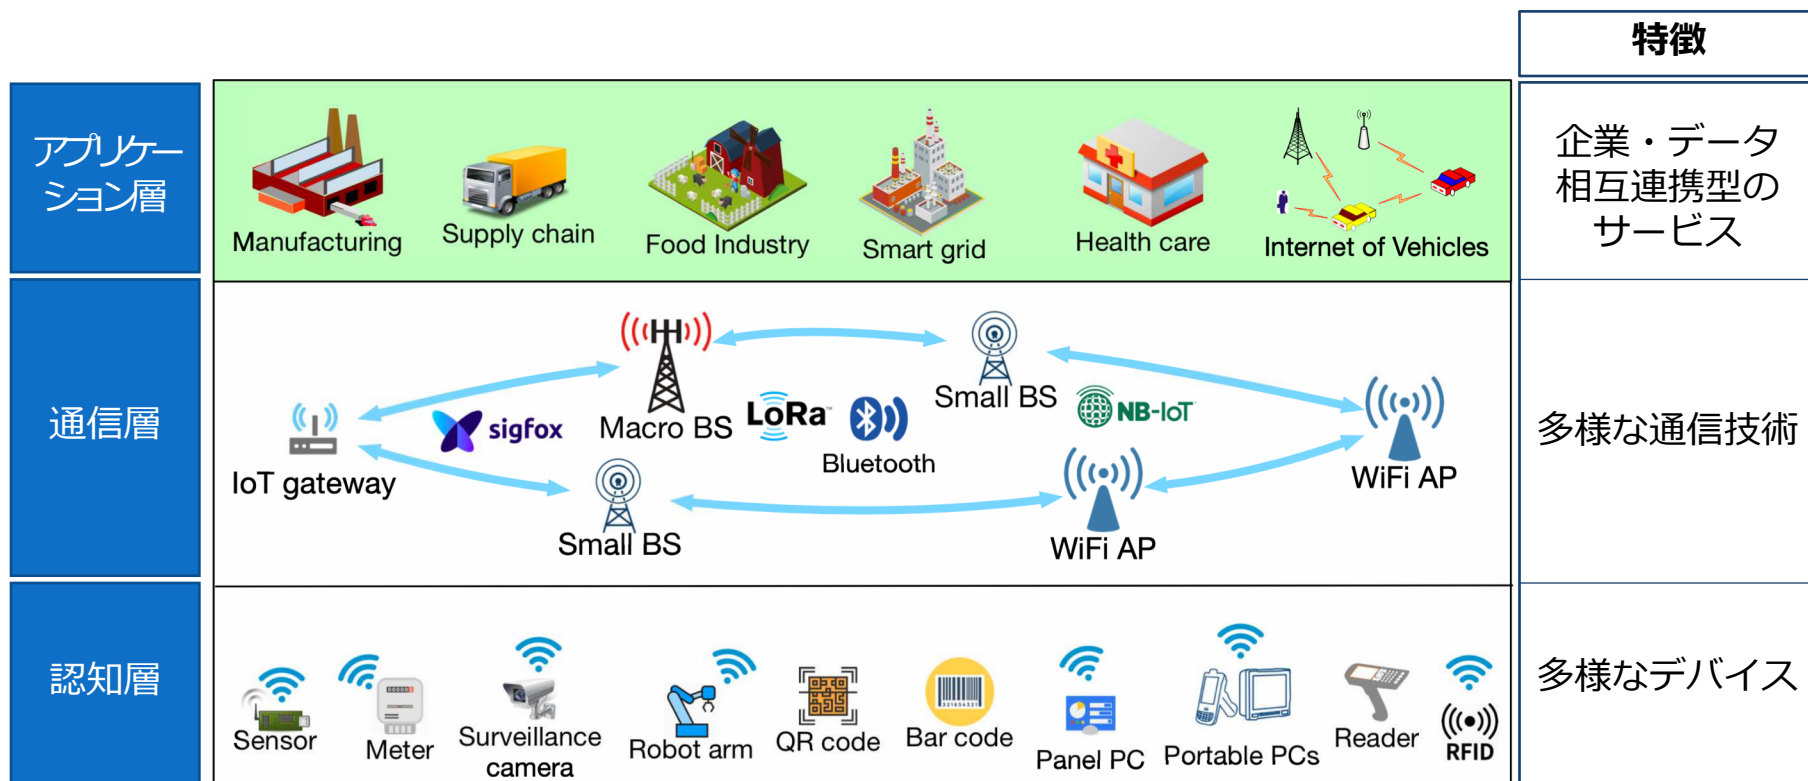 特徴
アプリケー
ション層
Manufacturing
Supply chain
Food Industry
Smart grid
Health care
Internet of Vehicles
企業・データ
相互連携型の
サービス
通信層
IoT gateway
sigfox
Macro BS
LoRa™
Bluetooth
Small BS
NB-IoT™
WiFi AP
Small BS
WiFi AP
多様な通信技術
認知層
Sensor
Meter
Surveillance
camera
Robot arm
QR code
Bar code
Panel PC
Portable PCs
Reader
RFID
多様なデバイス